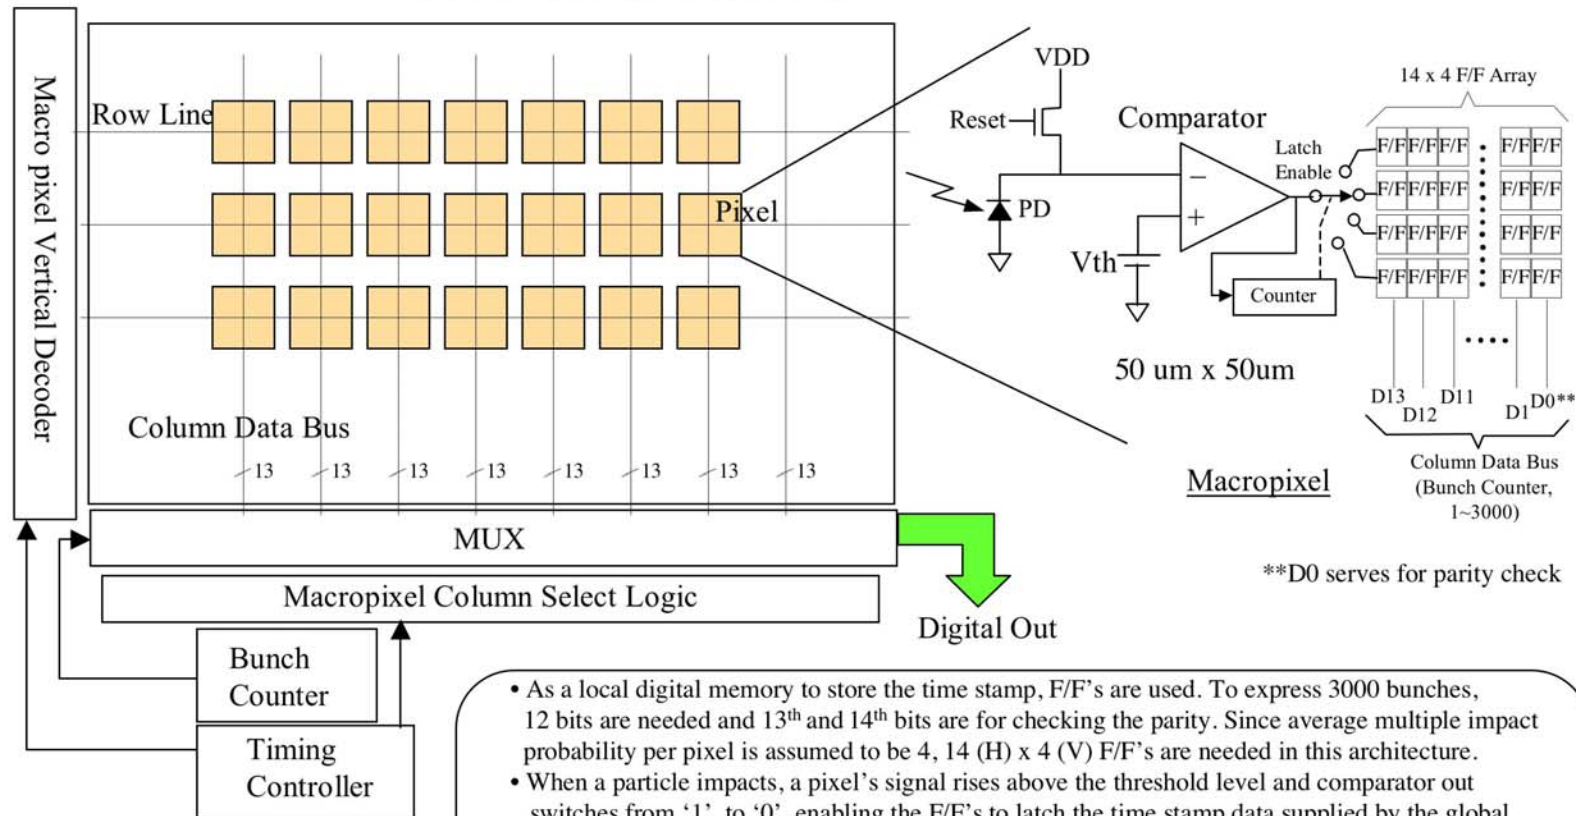 Macro pixel Vertical Decoder
Row Line
Pixel
Column Data Bus
13 13 13 13 13 13 13 13
MUX
Macropixel Column Select Logic
Bunch
Counter
Timing
Controller
Digital Out
VDD
Reset
Comparator
PD
Vth
−
+
Latch
Enable
Counter
50 um x 50um
14 x 4 F/F Array
F/F F/F F/F F/F F/F
F/F F/F F/F F/F F/F
F/F F/F F/F F/F F/F
F/F F/F F/F F/F F/F
D13 D12 D11 D1 D0**
Column Data Bus
(Bunch Counter,
1~3000)
Macropixel
**D0 serves for parity check
• As a local digital memory to store the time stamp, F/F's are used. To express 3000 bunches,
12 bits are needed and 13th and 14th bits are for checking the parity. Since average multiple impact
probability per pixel is assumed to be 4, 14 (H) x 4 (V) F/F's are needed in this architecture.
• When a particle impacts, a pixel's signal rises above the threshold level and comparator out
switches from '1' to '0', enabling the F/F's to latch the time stamp data supplied by the global